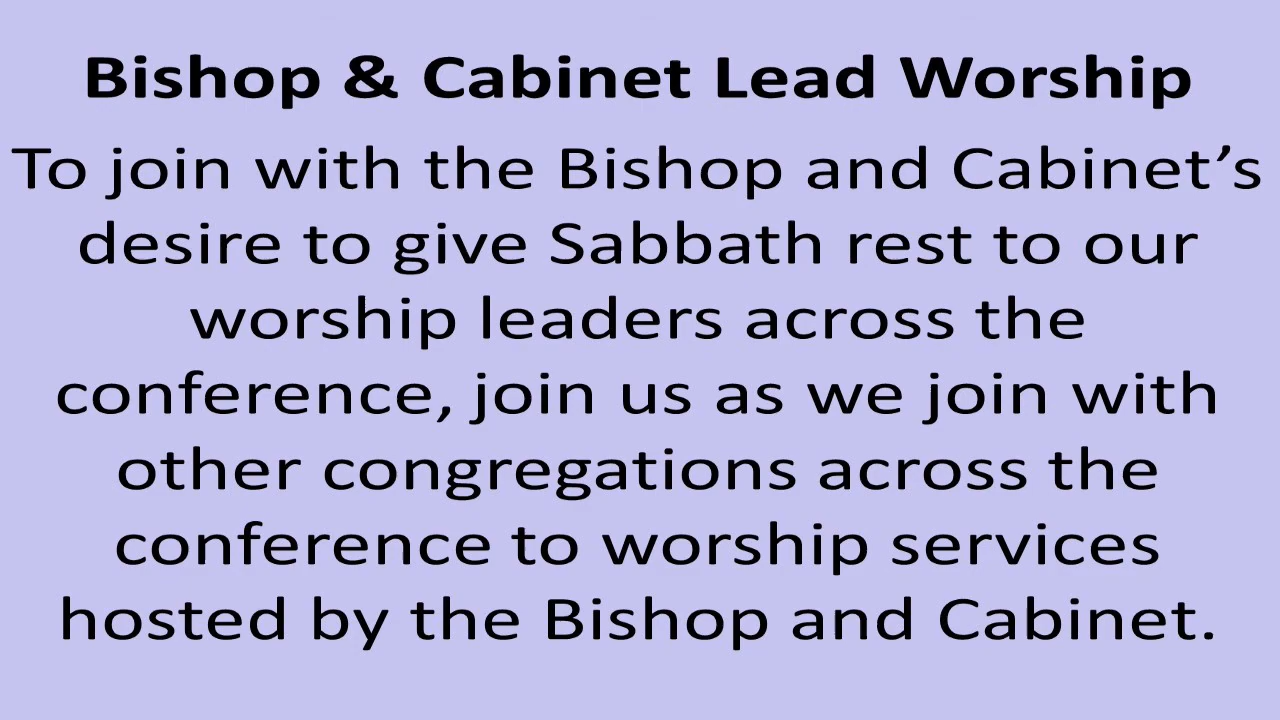 Bishop & Cabinet Lead Worship
To join with the Bishop and Cabinet’s
desire to give Sabbath rest to our
worship leaders across the
conference, join us as we join with
other congregations across the
conference to worship services
hosted by the Bishop and Cabinet.